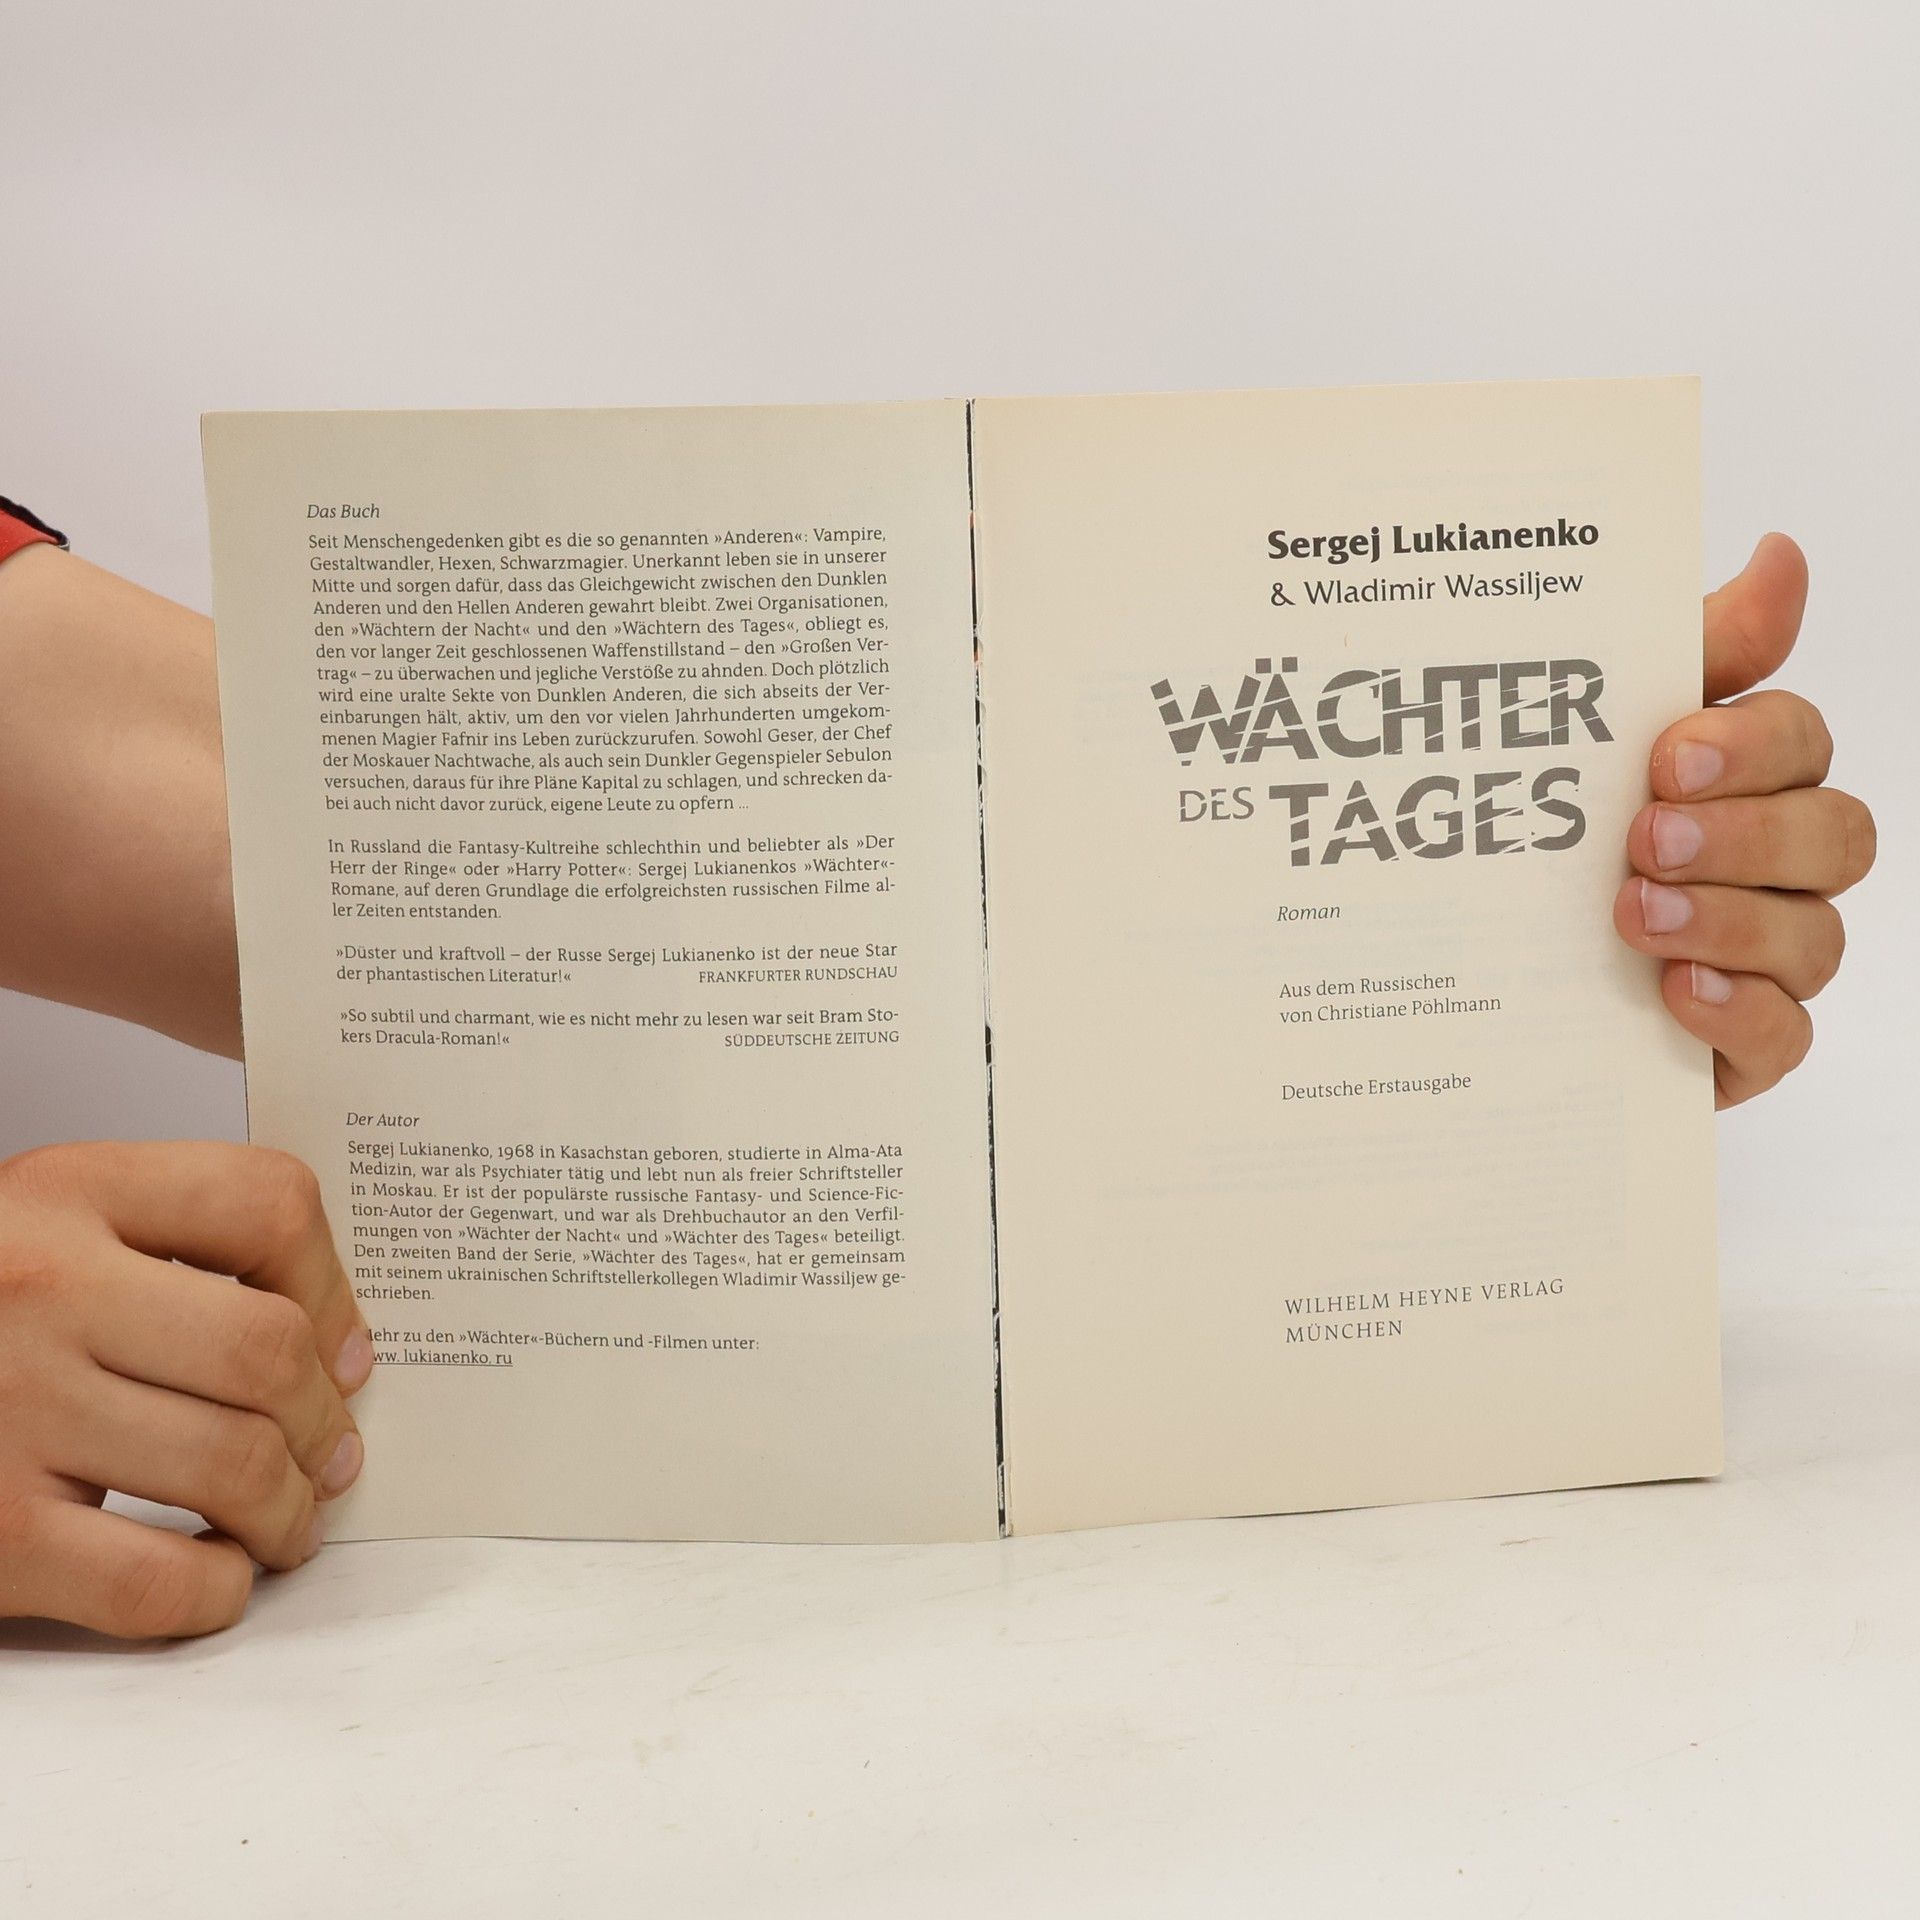 Das Buch
Seit Menschengedenken gibt es die so genannten »Anderen«: Vampire,
Gestaltwandler, Hexen, Schwarzmagier. Unerkannt leben sie in unserer
Mitte und sorgen dafür, dass das Gleichgewicht zwischen den Dunklen
Anderen und den Hellen Anderen gewahrt bleibt. Zwei Organisationen,
den »Wächtern der Nacht« und den »Wächtern des Tages«, obliegt es,
den vor langer Zeit geschlossenen Waffenstillstand – den »Großen Ver-
trag« – zu überwachen und jegliche Verstöße zu ahnden. Doch plötzlich
wird eine uralte Sekte von Dunklen Anderen, die sich abseits der Ver-
einbarungen hält, aktiv, um den vor vielen Jahrhunderten umgekom-
menen Magier Fafnir ins Leben zurückzurufen. Sowohl Geser, der Chef
der Moskauer Nachtwache, als auch sein Dunkler Gegenspieler Sebulon
versuchen, daraus für ihre Pläne Kapital zu schlagen, und schrecken da-
bei auch nicht davor zurück, eigene Leute zu opfern ...
In Russland die Fantasy-Kultreihe schlechthin und beliebter als »Der
Herr der Ringe« oder »Harry Potter«: Sergej Lukianenkos »Wächter«-
Romane, auf deren Grundlage die erfolgreichsten russischen Filme al-
ler Zeiten entstanden.
»Düster und kraftvoll – der Russe Sergej Lukianenko ist der neue Star
der phantastischen Literatur!« FRANKFURTER RUNDSCHAU
»So subtil und charmant, wie es nicht mehr zu lesen war seit Bram Sto-
kers Dracula-Roman!« SÜDDEUTSCHE ZEITUNG
Der Autor
Sergej Lukianenko, 1968 in Kasachstan geboren, studierte in Alma-Ata
Medizin, war als Psychiater tätig und lebt nun als freier Schriftsteller
in Moskau. Er ist der populärste russische Fantasy- und Science-Fic-
tion-Autor der Gegenwart, und war als Drehbuchautor an den Verfil-
mungen von »Wächter der Nacht« und »Wächter des Tages« beteiligt.
Den zweiten Band der Serie, »Wächter des Tages«, hat er gemeinsam
mit seinem ukrainischen Schriftstellerkollegen Wladimir Wassiljew ge-
schrieben.
ehr zu den »Wächter«-Büchern und -Filmen unter:
ww.lukianenko.ru
Sergej Lukianenko
& Wladimir Wassiljew
WÄCHTER
DES TAGES
Roman
Aus dem Russischen
von Christiane Pöhlmann
Deutsche Erstausgabe
WILHELM HEYNE VERLAG
MÜNCHEN